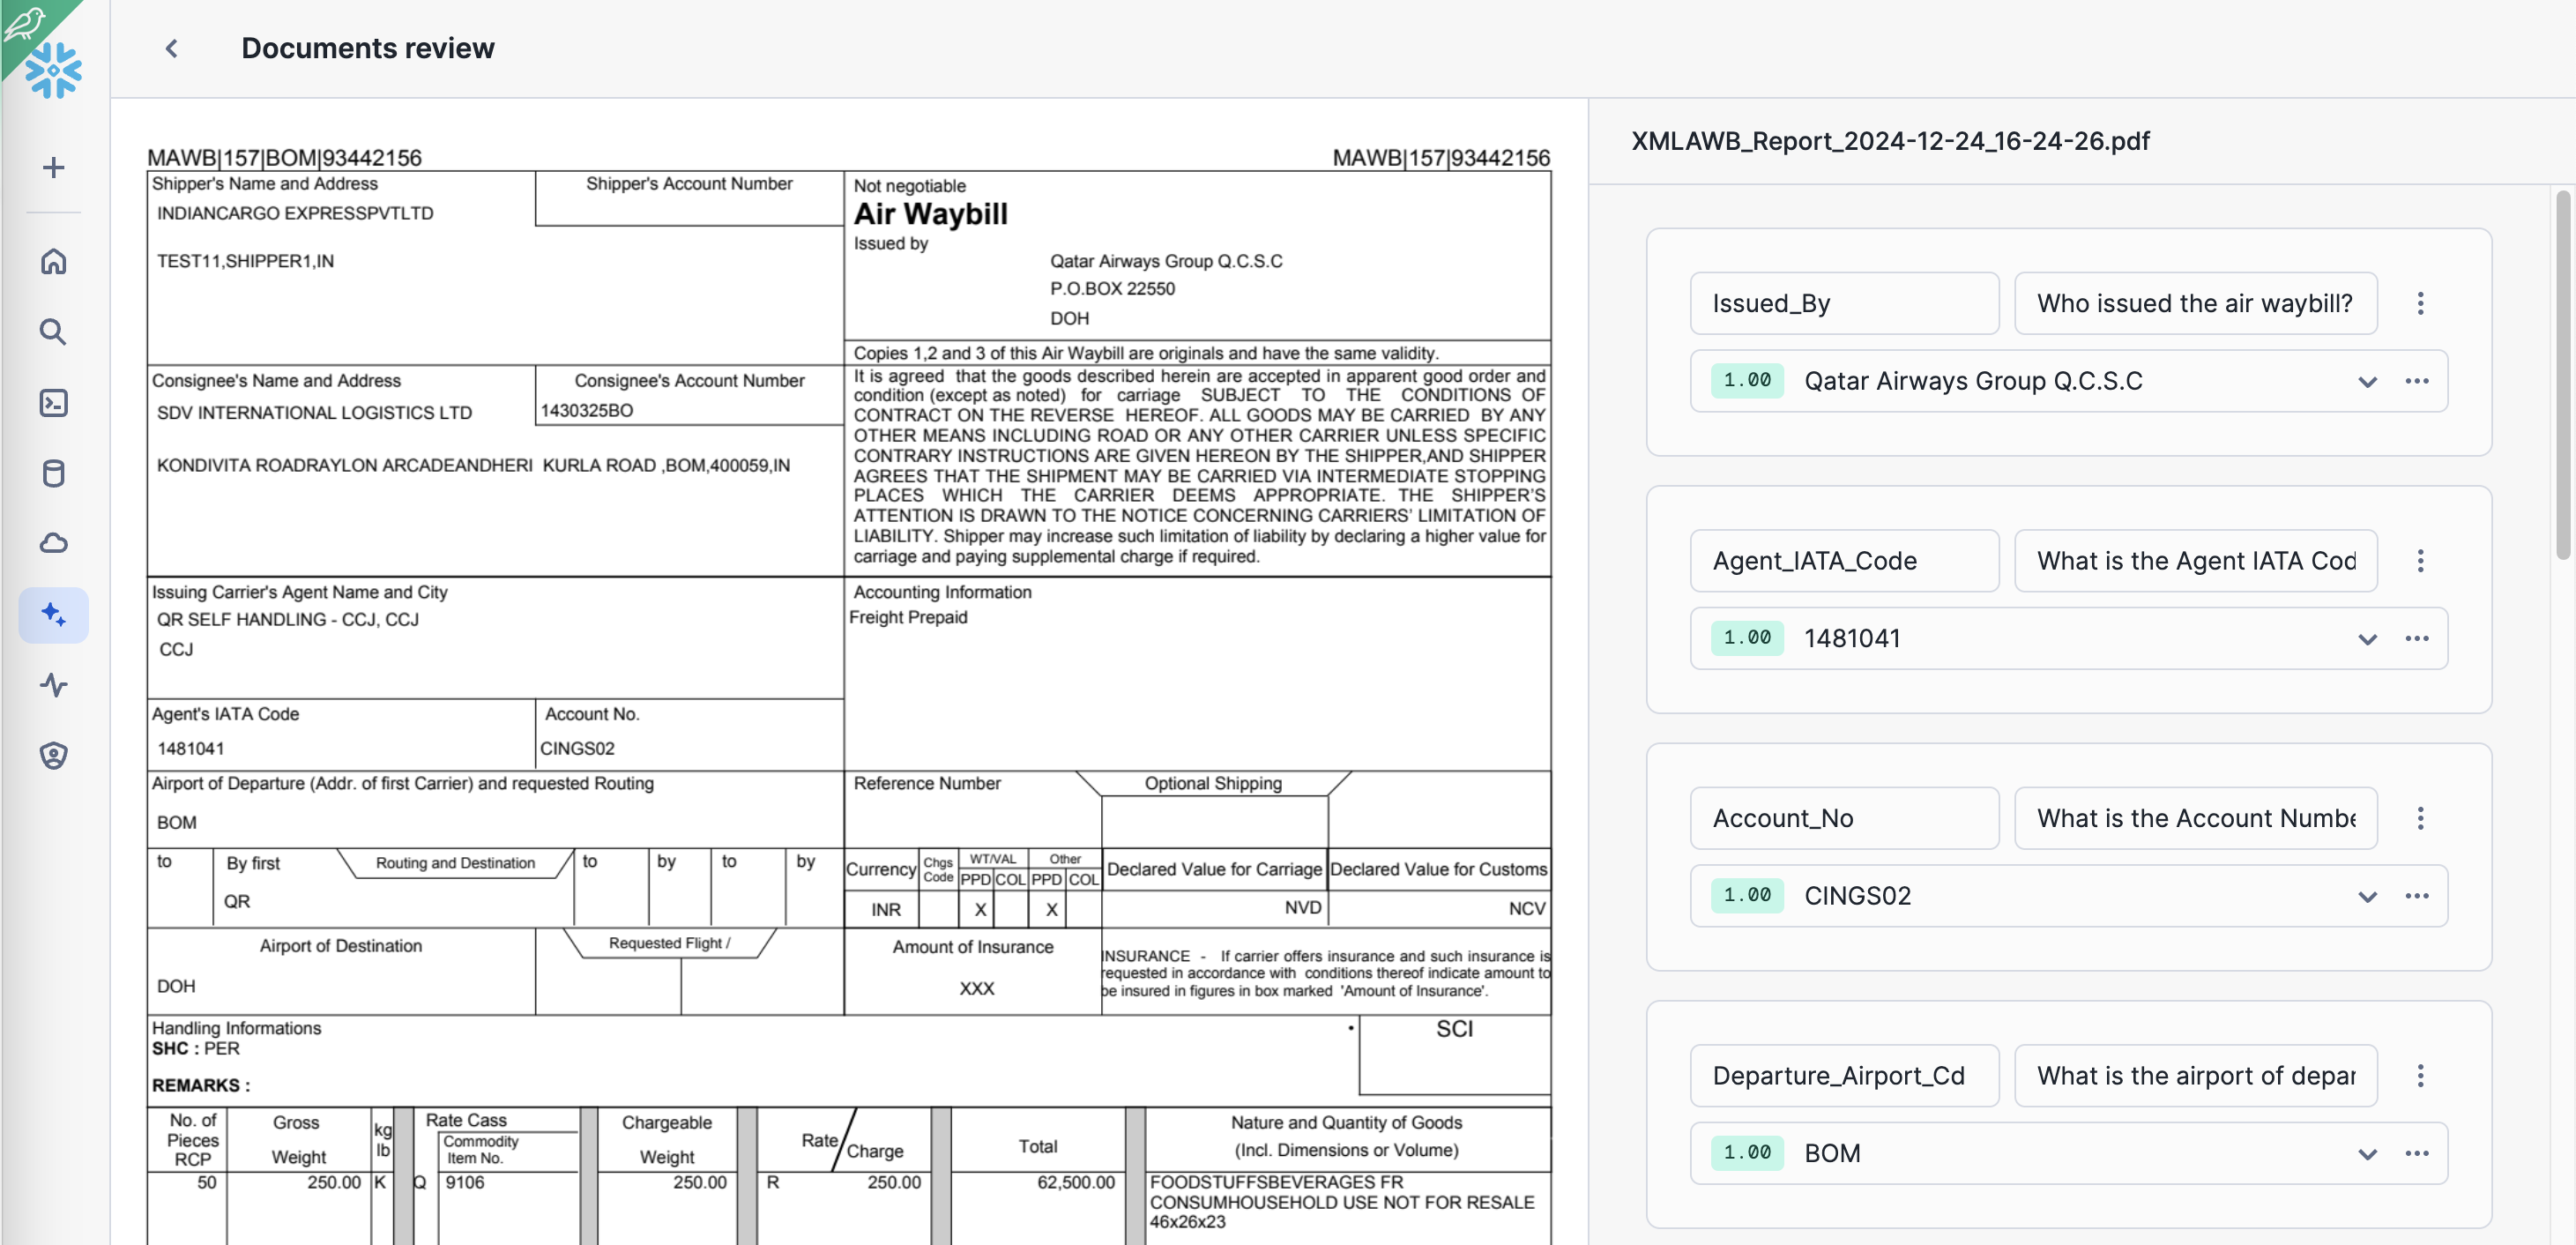 Documents review
MAWB|157|BOM|93442156
MAWB|157|93442156
Shipper's Name and Address
Shipper's Account Number
INDIANCARGO EXPRESSPVTLTD
TEST11,SHIPPER1,IN
Not negotiable
Air Waybill
Issued by
Qatar Airways Group Q.C.S.C
P.O.BOX 22550
DOH
Copies 1,2 and 3 of this Air Waybill are originals and have the same validity.
Consignee's Name and Address
Consignee's Account Number
SDV INTERNATIONAL LOGISTICS LTD
1430325BO
KONDIVITA ROADRAYLON ARCADEANDHERI KURLA ROAD ,BOM,400059,IN
It is agreed that the goods described herein are accepted in apparent good order and
condition (except as noted) for carriage SUBJECT TO THE CONDITIONS OF
CONTRACT ON THE REVERSE HEREOF. ALL GOODS MAY BE CARRIED BY ANY
OTHER MEANS INCLUDING ROAD OR ANY OTHER CARRIER UNLESS SPECIFIC
CONTRARY INSTRUCTIONS ARE GIVEN HEREON BY THE SHIPPER,AND SHIPPER
AGREES THAT THE SHIPMENT MAY BE CARRIED VIA INTERMEDIATE STOPPING
PLACES WHICH THE CARRIER DEEMS APPROPRIATE. THE SHIPPER'S
ATTENTION IS DRAWN TO THE NOTICE CONCERNING CARRIERS' LIMITATION OF
LIABILITY. Shipper may increase such limitation of liability by declaring a higher value for
carriage and paying supplemental charge if required.
Issuing Carrier's Agent Name and City
QR SELF HANDLING - CCJ, CCJ
CCJ
Accounting Information
Freight Prepaid
Agent's IATA Code
Account No.
1481041
CINGS02
Airport of Departure (Addr. of first Carrier) and requested Routing
BOM
Reference Number
Optional Shipping
to
By first
Routing and Destination
to
by
to
by
QR
Currency
Chgs
Code
WT/VAL
Other
PPD
COL
PPD
COL
Declared Value for Carriage
Declared Value for Customs
INR
X
X
NVD
NCV
Airport of Destination
Requested Flight /
DOH
Amount of Insurance
XXX
INSURANCE - If carrier offers insurance and such insurance is
requested in accordance with conditions thereof indicate amount to
be insured in figures in box marked 'Amount of Insurance'.
Handling Informations
SHC : PER
REMARKS :
SCI
No. of
Pieces
RCP
Gross
Weight
kg
lb
Rate Cass
Commodity
Item No.
Chargeable
Weight
Rate
Charge
Total
Nature and Quantity of Goods
(Incl. Dimensions or Volume)
50
250.00
K
Q
9106
250.00
R
250.00
62,500.00
FOODSTUFFSBEVERAGES FR
CONSUMHOUSEHOLD USE NOT FOR RESALE
46x26x23
XMLAWB_Report_2024-12-24_16-24-26.pdf
Issued_By
Who issued the air waybill?
1.00 Qatar Airways Group Q.C.S.C
Agent_IATA_Code
What is the Agent IATA Cod
1.00 1481041
Account_No
What is the Account Numbe
1.00 CINGS02
Departure_Airport_Cd
What is the airport of depar
1.00 BOM